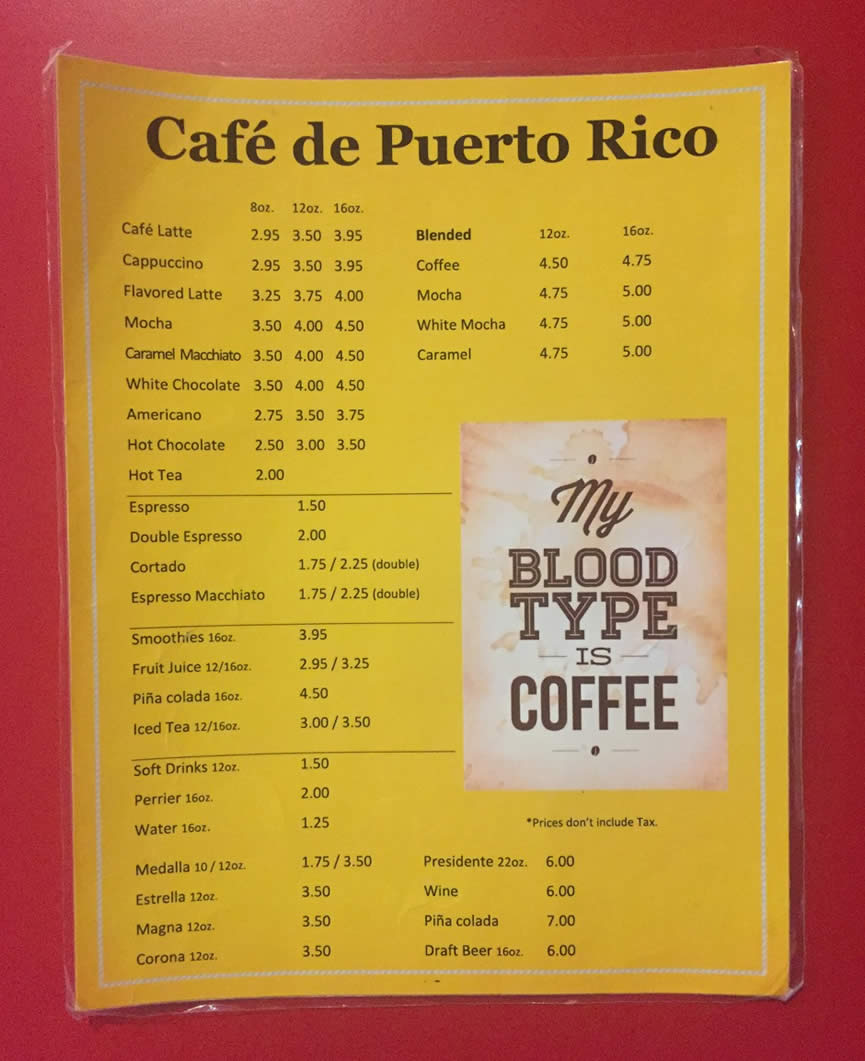 Café de Puerto Rico
8oz. 12oz. 16oz.
Café Latte 2.95 3.50 3.95
Cappuccino 2.95 3.50 3.95
Flavored Latte 3.25 3.75 4.00
Mocha 3.50 4.00 4.50
Caramel Macchiato 3.50 4.00 4.50
White Chocolate 3.50 4.00 4.50
Americano 2.75 3.50 3.75
Hot Chocolate 2.50 3.00 3.50
Hot Tea 2.00
Espresso 1.50
Double Espresso 2.00
Cortado 1.75 / 2.25 (double)
Espresso Macchiato 1.75 / 2.25 (double)
Smoothies 16oz. 3.95
Fruit Juice 12/16oz. 2.95 / 3.25
Piña colada 16oz. 4.50
Iced Tea 12/16oz. 3.00 / 3.50
Soft Drinks 12oz. 1.50
Perrier 16oz. 2.00
Water 16oz. 1.25
Medalla 10 / 12oz. 1.75 / 3.50
Estrella 12oz. 3.50
Magna 12oz. 3.50
Corona 12oz. 3.50
Blended 12oz. 16oz.
Coffee 4.50 4.75
Mocha 4.75 5.00
White Mocha 4.75 5.00
Caramel 4.75 5.00
My
BLOOD
TYPE
IS
COFFEE
*Prices don't include Tax.
Presidente 22oz. 6.00
Wine 6.00
Piña colada 7.00
Draft Beer 16oz. 6.00